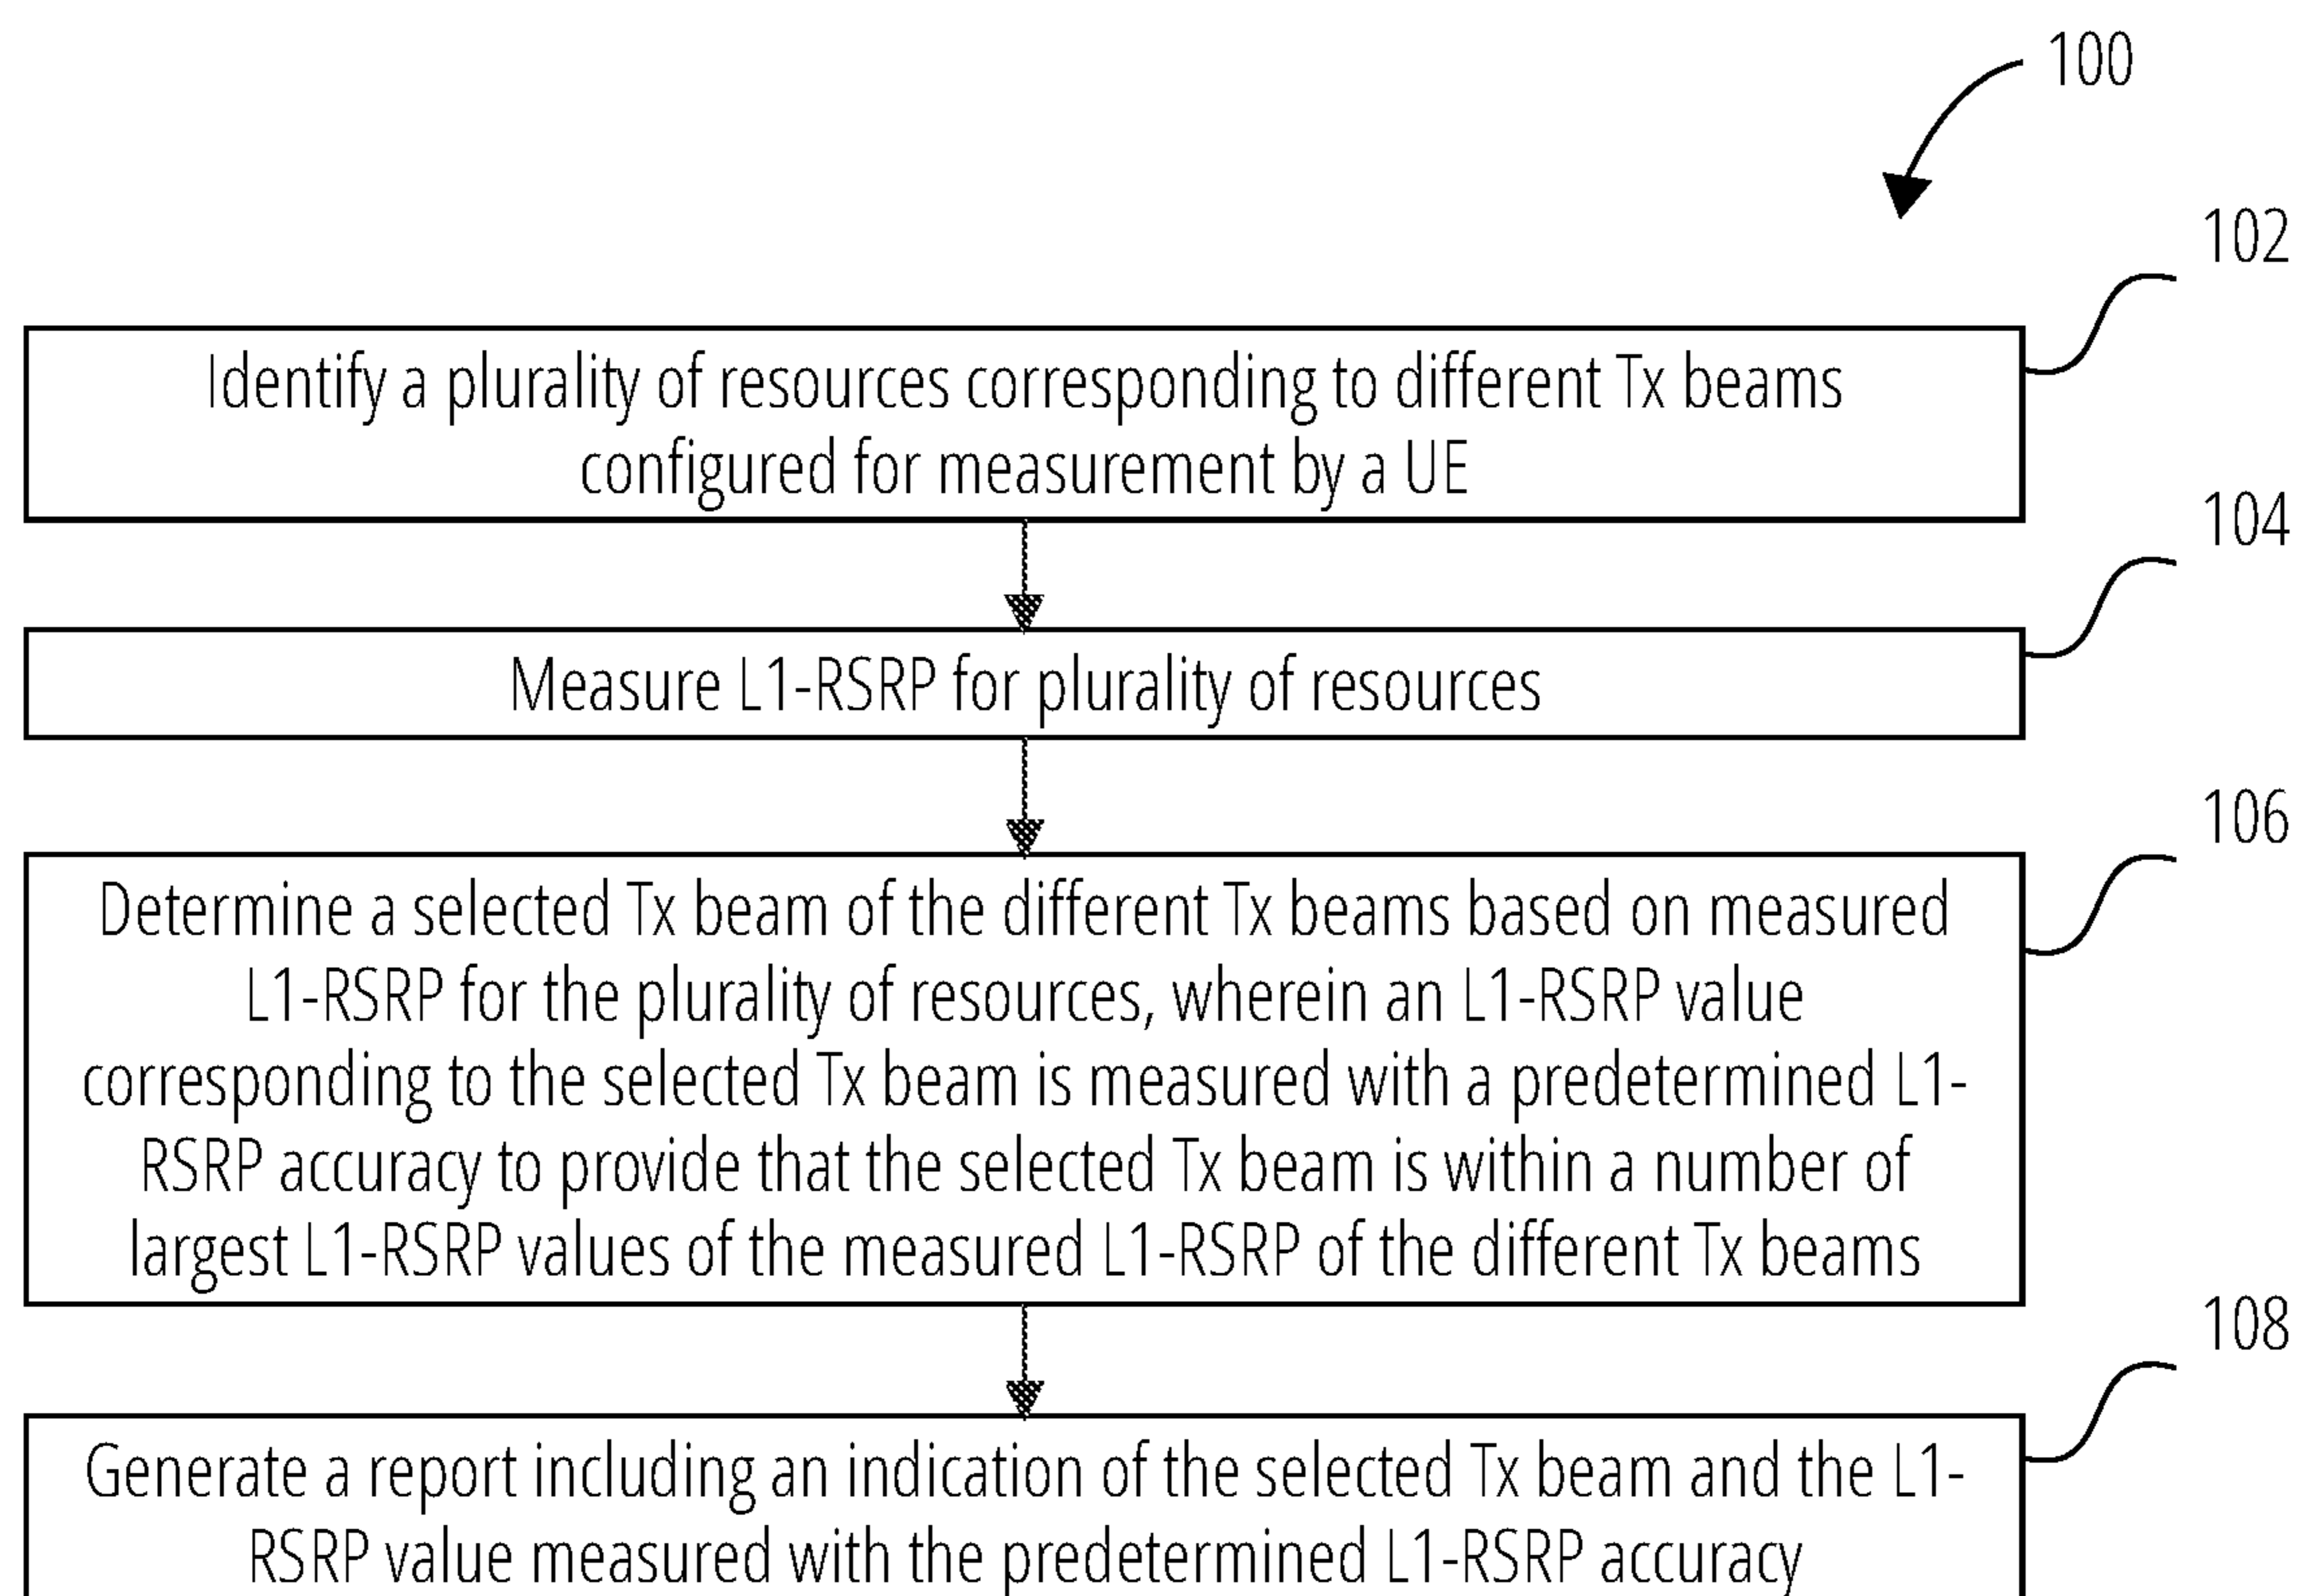 100
102
Identify a plurality of resources corresponding to different Tx beams
configured for measurement by a UE
104
Measure L1-RSRP for plurality of resources
106
Determine a selected Tx beam of the different Tx beams based on measured
L1-RSRP for the plurality of resources, wherein an L1-RSRP value
corresponding to the selected Tx beam is measured with a predetermined L1-
RSRP accuracy to provide that the selected Tx beam is within a number of
largest L1-RSRP values of the measured L1-RSRP of the different Tx beams
108
Generate a report including an indication of the selected Tx beam and the L1-
RSRP value measured with the predetermined L1-RSRP accuracy